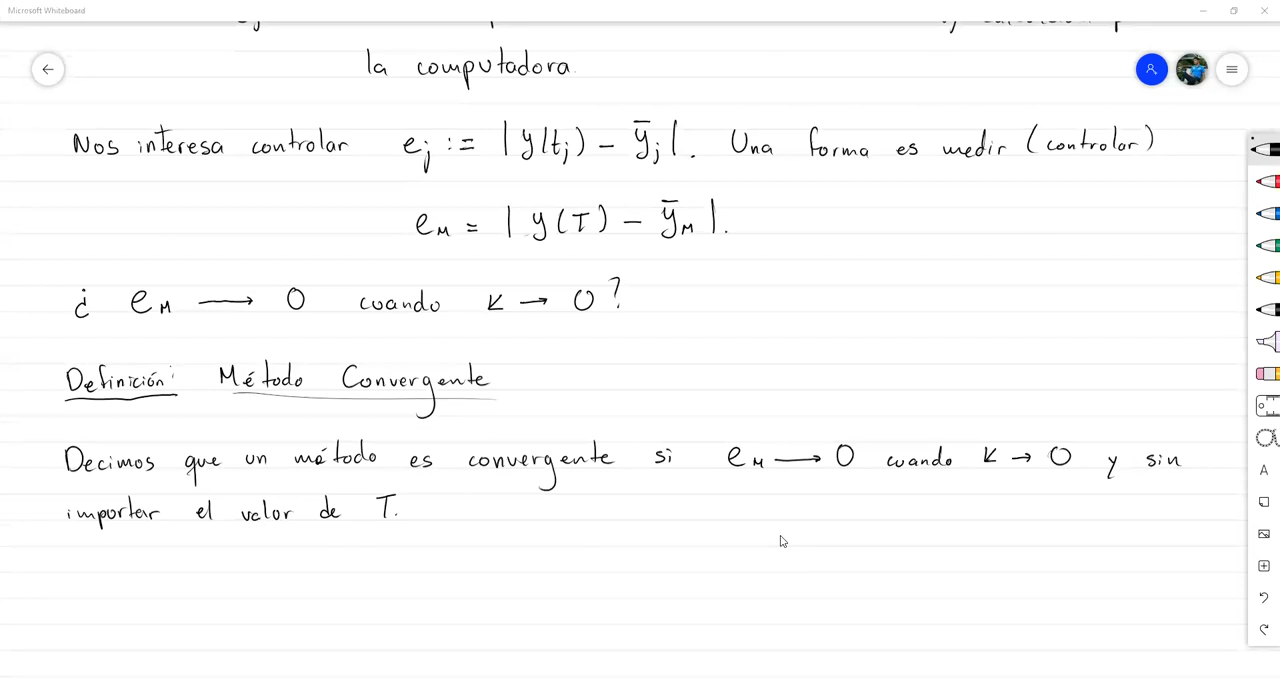 Microsoft Whiteboard
la computadora.
Nos interesa controlar e_j := |y(t_j) - ȳ_j|. Una forma es medir (controlar)
e_M = |y(T) - ȳ_M|.
¿ e_M → 0 cuando k → 0?
Definición: Método Convergente
Decimos que un método es convergente si e_M → 0 cuando k → 0 y sin
importar el valor de T.
A